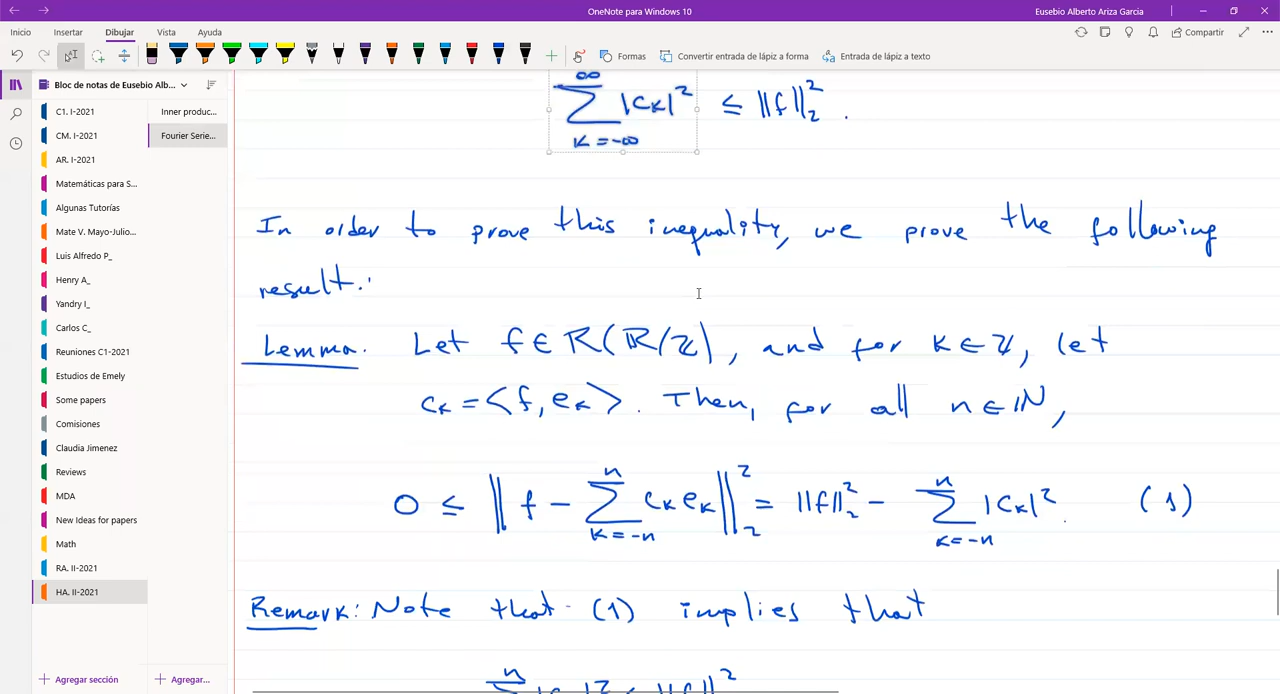 OneNote para Windows 10
Eusebio Alberto Ariza Garcia
Inicio Insertar Dibujar Vista Ayuda
Compartir
Formas Convertir entrada de lápiz a forma Entrada de lápiz a texto
Bloc de notas de Eusebio Alb...
C1. I-2021
CM. I-2021
AR. I-2021
Matemáticas para S...
Algunas Tutorías
Mate V. Mayo-Julio...
Luis Alfredo P_
Henry A_
Yandry I_
Carlos C_
Reuniones C1-2021
Estudios de Emely
Some papers
Comisiones
Claudia Jimenez
Reviews
MDA
New Ideas for papers
Math
RA. II-2021
HA. II-2021
Agregar sección
Inner produc...
Fourier Serie...
Agregar...
∑_{k=-∞}^{∞} |c_k|² ≤ ||f||₂².
In order to prove this inequality, we prove the following
result:
Lemma. Let f ∈ R(ℝ/ℤ), and for k ∈ ℤ, let
c_k = <f, e_k>. Then, for all n ∈ ℕ,
0 ≤ || f - ∑_{k=-n}^{n} c_k e_k ||₂² = ||f||₂² - ∑_{k=-n}^{n} |c_k|². (1)
Remark: Note that (1) implies that